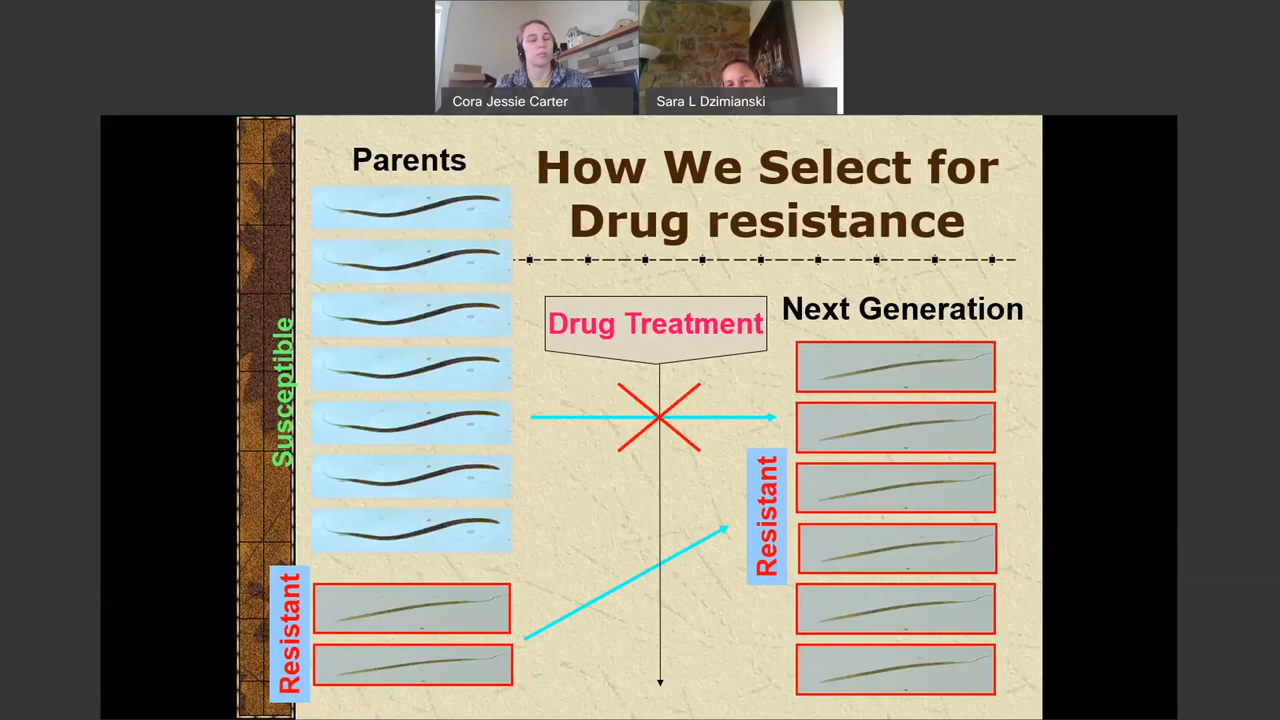 Cora Jessie Carter
Sara L Dzimianski
Parents
How We Select for
Drug resistance
Drug Treatment
Next Generation
Susceptible
Resistant
Resistant